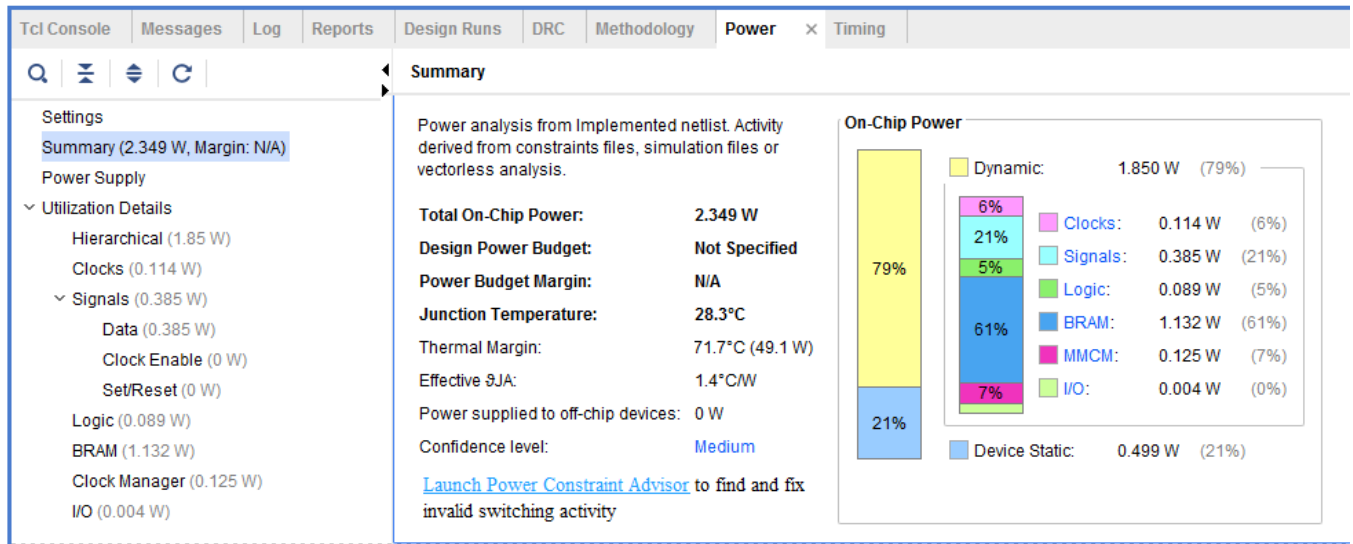 Tcl Console Messages Log Reports Design Runs DRC Methodology Power × Timing
Settings
Summary (2.349 W, Margin: N/A)
Power Supply
Utilization Details
Hierarchical (1.85 W)
Clocks (0.114 W)
Signals (0.385 W)
Data (0.385 W)
Clock Enable (0 W)
Set/Reset (0 W)
Logic (0.089 W)
BRAM (1.132 W)
Clock Manager (0.125 W)
I/O (0.004 W)
Summary
Power analysis from Implemented netlist. Activity
derived from constraints files, simulation files or
vectorless analysis.
Total On-Chip Power: 2.349 W
Design Power Budget: Not Specified
Power Budget Margin: N/A
Junction Temperature: 28.3°C
Thermal Margin: 71.7°C (49.1 W)
Effective ϑJA: 1.4°C/W
Power supplied to off-chip devices: 0 W
Confidence level: Medium
Launch Power Constraint Advisor to find and fix
invalid switching activity
On-Chip Power
79%
21%
Dynamic: 1.850 W (79%)
6%
21%
5%
61%
7%
Clocks: 0.114 W (6%)
Signals: 0.385 W (21%)
Logic: 0.089 W (5%)
BRAM: 1.132 W (61%)
MMCM: 0.125 W (7%)
I/O: 0.004 W (0%)
Device Static: 0.499 W (21%)